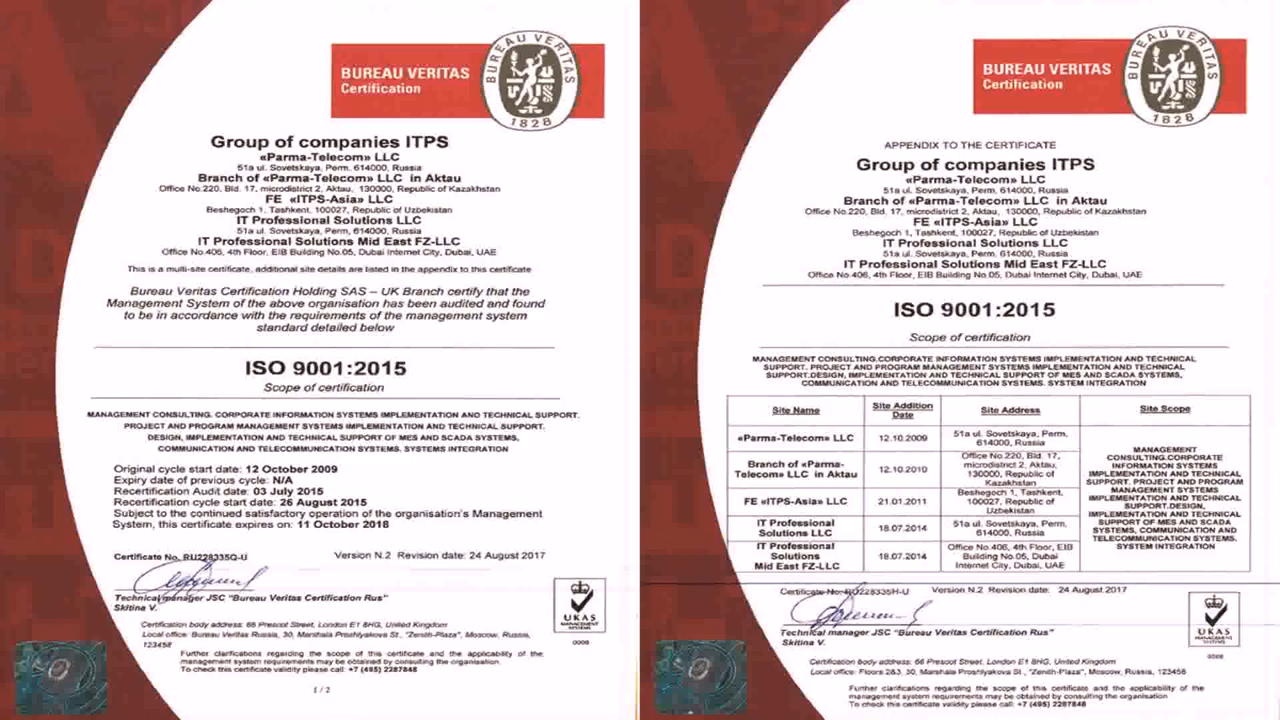 BUREAU VERITAS
Certification
BUREAU VERITAS
1828
Group of companies ITPS
«Parma-Telecom» LLC
51a ul. Sovetskaya, Perm, 614000, Russia
Branch of «Parma-Telecom» LLC in Aktau
Office No.220, Bld. 17, microdistrict 2, Aktau, 130000, Republic of Kazakhstan
FE «ITPS-Asia» LLC
Beshegoch 1, Tashkent, 100027, Republic of Uzbekistan
IT Professional Solutions LLC
51a ul. Sovetskaya, Perm, 614000, Russia
IT Professional Solutions Mid East FZ-LLC
Office No.406, 4th Floor, EIB Building No.05, Dubai Internet City, Dubai, UAE
This is a multi-site certificate, additional site details are listed in the appendix to this certificate
Bureau Veritas Certification Holding SAS – UK Branch certify that the
Management System of the above organisation has been audited and found
to be in accordance with the requirements of the management system
standard detailed below
ISO 9001:2015
Scope of certification
MANAGEMENT CONSULTING. CORPORATE INFORMATION SYSTEMS IMPLEMENTATION AND TECHNICAL SUPPORT.
PROJECT AND PROGRAM MANAGEMENT SYSTEMS IMPLEMENTATION AND TECHNICAL SUPPORT.
DESIGN, IMPLEMENTATION AND TECHNICAL SUPPORT OF MES AND SCADA SYSTEMS,
COMMUNICATION AND TELECOMMUNICATION SYSTEMS. SYSTEMS INTEGRATION
Original cycle start date: 12 October 2009
Expiry date of previous cycle: N/A
Recertification Audit date: 03 July 2015
Recertification cycle start date: 26 August 2015
Subject to the continued satisfactory operation of the organisation's Management
System, this certificate expires on: 11 October 2018
Certificate No. RU228335Q-U Version N.2 Revision date: 24 August 2017
Technical manager JSC "Bureau Veritas Certification Rus"
Skitina V.
UKAS
MANAGEMENT
SYSTEMS
0008
Certification body address: 66 Prescot Street, London E1 8HG, United Kingdom
Local office: Bureau Veritas Russia, 30, Marshala Proshlyakova St., "Zenith-Plaza", Moscow, Russia,
123458
Further clarifications regarding the scope of this certificate and the applicability of the
management system requirements may be obtained by consulting the organisation.
To check this certificate validity please call: +7 (495) 2287848
1 / 2
BUREAU VERITAS
Certification
BUREAU VERITAS
1828
APPENDIX TO THE CERTIFICATE
Group of companies ITPS
«Parma-Telecom» LLC
51a ul. Sovetskaya, Perm, 614000, Russia
Branch of «Parma-Telecom» LLC in Aktau
Office No.220, Bld. 17, microdistrict 2, Aktau, 130000, Republic of Kazakhstan
FE «ITPS-Asia» LLC
Beshegoch 1, Tashkent, 100027, Republic of Uzbekistan
IT Professional Solutions LLC
51a ul. Sovetskaya, Perm, 614000, Russia
IT Professional Solutions Mid East FZ-LLC
Office No.406, 4th Floor, EIB Building No.05, Dubai Internet City, Dubai, UAE
ISO 9001:2015
Scope of certification
MANAGEMENT CONSULTING.CORPORATE INFORMATION SYSTEMS IMPLEMENTATION AND TECHNICAL
SUPPORT. PROJECT AND PROGRAM MANAGEMENT SYSTEMS IMPLEMENTATION AND TECHNICAL
SUPPORT.DESIGN, IMPLEMENTATION AND TECHNICAL SUPPORT OF MES AND SCADA SYSTEMS,
COMMUNICATION AND TELECOMMUNICATION SYSTEMS. SYSTEM INTEGRATION
Site Name Site Addition Date Site Address Site Scope
«Parma-Telecom» LLC 12.10.2009 51a ul. Sovetskaya, Perm, 614000, Russia
Branch of «Parma-Telecom» LLC in Aktau 12.10.2010 Office No.220, Bld. 17, microdistrict 2, Aktau, 130000, Republic of Kazakhstan
FE «ITPS-Asia» LLC 21.01.2011 Beshegoch 1, Tashkent, 100027, Republic of Uzbekistan
IT Professional Solutions LLC 18.07.2014 51a ul. Sovetskaya, Perm, 614000, Russia
IT Professional Solutions Mid East FZ-LLC 18.07.2014 Office No.406, 4th Floor, EIB Building No.05, Dubai Internet City, Dubai, UAE
MANAGEMENT
CONSULTING.CORPORATE
INFORMATION SYSTEMS
IMPLEMENTATION AND TECHNICAL
SUPPORT. PROJECT AND PROGRAM
MANAGEMENT SYSTEMS
IMPLEMENTATION AND TECHNICAL
SUPPORT.DESIGN,
IMPLEMENTATION AND TECHNICAL
SUPPORT OF MES AND SCADA
SYSTEMS, COMMUNICATION AND
TELECOMMUNICATION SYSTEMS.
SYSTEM INTEGRATION
Certificate No. RU228335H-U Version N.2 Revision date: 24 August 2017
Technical manager JSC "Bureau Veritas Certification Rus"
Skitina V.
UKAS
MANAGEMENT
SYSTEMS
0008
Certification body address: 66 Prescot Street, London E1 8HG, United Kingdom
Local office: Floors 2&3, 30, Marshala Proshlyakova St., "Zenith-Plaza", Moscow, Russia, 123458
Further clarifications regarding the scope of this certificate and the applicability of the
management system requirements may be obtained by consulting the organisation
To check this certificate validity please call: +7 (495) 2287848